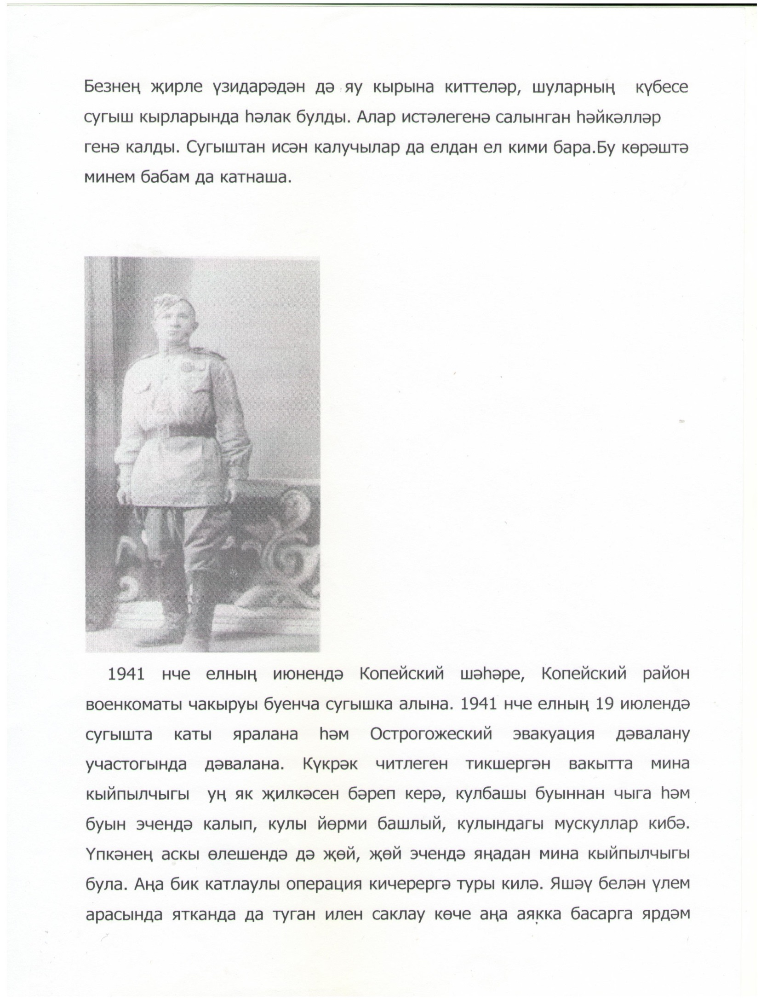 Безнең җирле үзидарәдән дә яу кырына киттеләр, шуларның күбесе
сугыш кырларында һәлак булды. Алар истәлегенә салынган һәйкәлләр
генә калды. Сугыштан исән калучылар да елдан ел кими бара.Бу көрәштә
минем бабам да катнаша.
1941 нче елның июнендә Копейский шәһәре, Копейский район
военкоматы чакыруы буенча сугышка алына. 1941 нче елның 19 июлендә
сугышта каты яралана һәм Острогожеский эвакуация дәвалану
участогында дәвалана. Күкрәк читлеген тикшергән вакытта мина
кыйпылчыгы уң як җилкәсен бәреп керә, кулбашы буыннан чыга һәм
буын эчендә калып, кулы йөрми башлый, кулындагы мускуллар кибә.
Үпкәнең аскы өлешендә дә җөй, җөй эчендә яңадан мина кыйпылчыгы
була. Аңа бик катлаулы операция кичерергә туры килә. Яшәү белән үлем
арасында ятканда да туган илен саклау көче аңа аякка басарга ярдәм